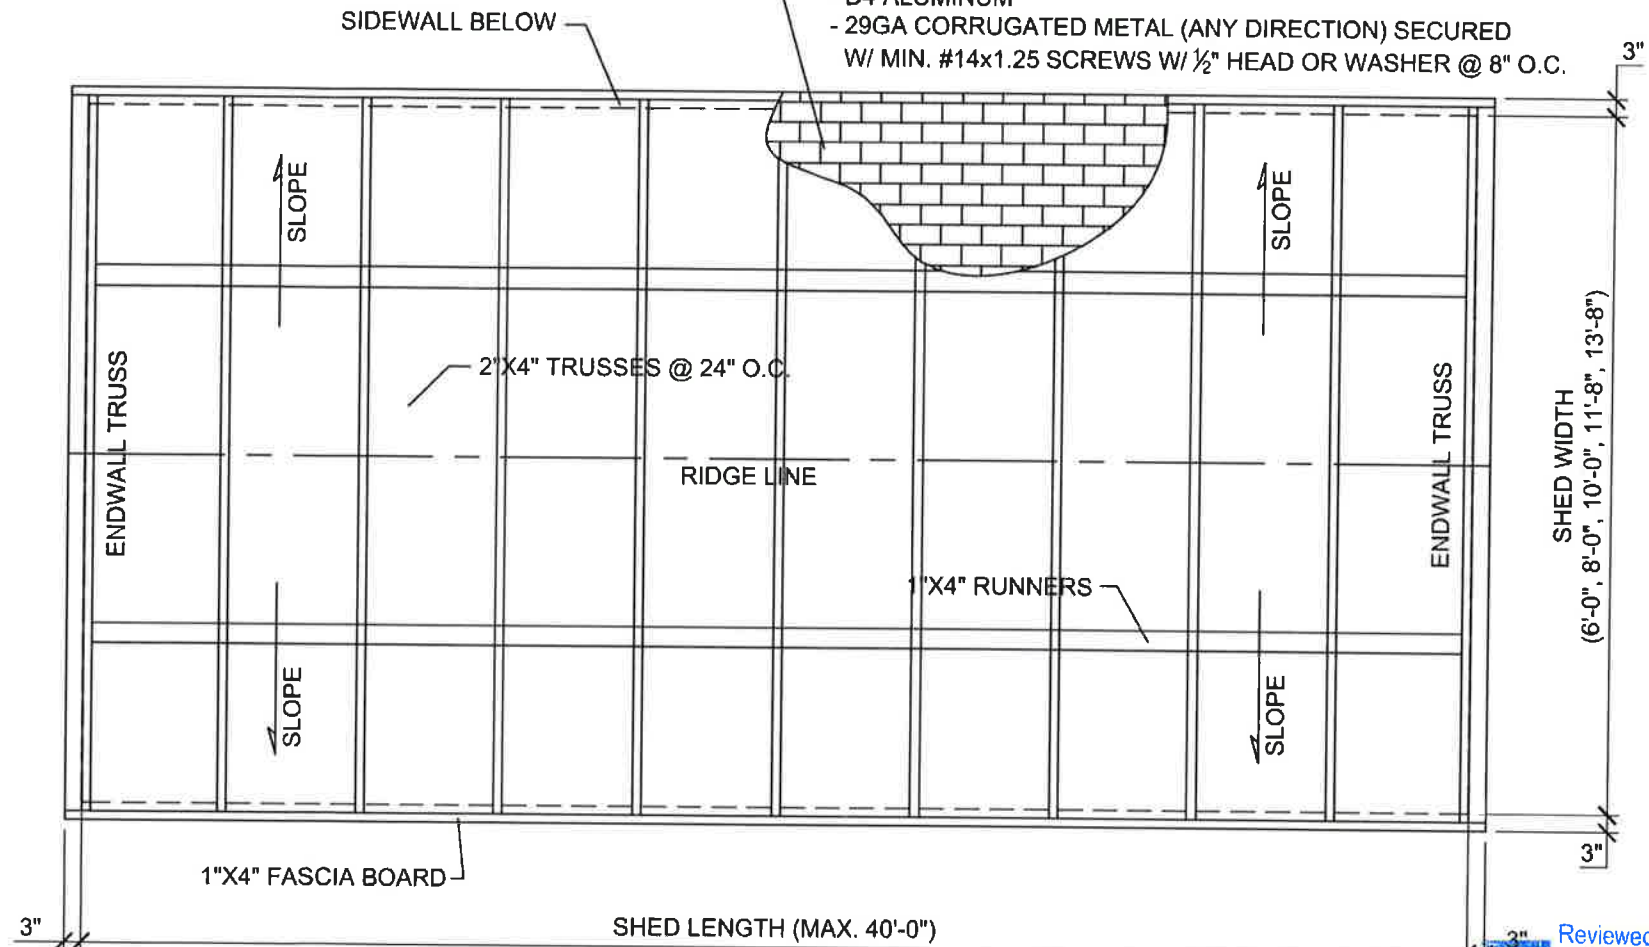 D4 ALUMINUM
- 29GA CORRUGATED METAL (ANY DIRECTION) SECURED
W/ MIN. #14x1.25 SCREWS W/ ½" HEAD OR WASHER @ 8" O.C.
SIDEWALL BELOW
3"
SLOPE
SLOPE
2"X4" TRUSSES @ 24" O.C.
ENDWALL TRUSS
ENDWALL TRUSS
RIDGE LINE
SHED WIDTH
(6'-0", 8'-0", 10'-0", 11'-8", 13'-8")
1"X4" RUNNERS
SLOPE
SLOPE
3"
1"X4" FASCIA BOARD
3"
SHED LENGTH (MAX. 40'-0")
3"
Reviewed